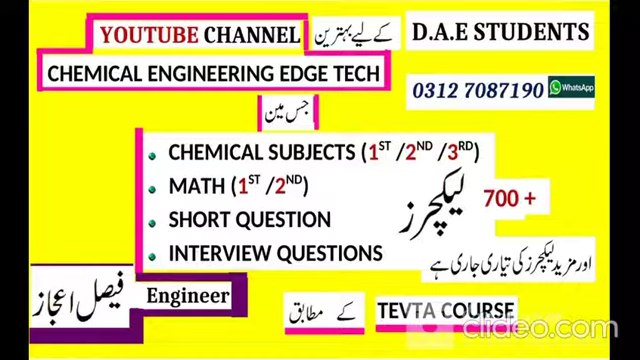 D.A.E STUDENTS کے لیے بہترین YOUTUBE CHANNEL
CHEMICAL ENGINEERING EDGE TECH
0312 7087190 WhatsApp
جس مین
CHEMICAL SUBJECTS (1ST /2ND /3RD)
MATH (1ST /2ND)
SHORT QUESTION
INTERVIEW QUESTIONS
700 + لیکچرز
اور مزید لیکچرز کی تیاری جاری ہے
فیصل اعجاز Engineer
TEVTA COURSE کے مطابق
clideo.com